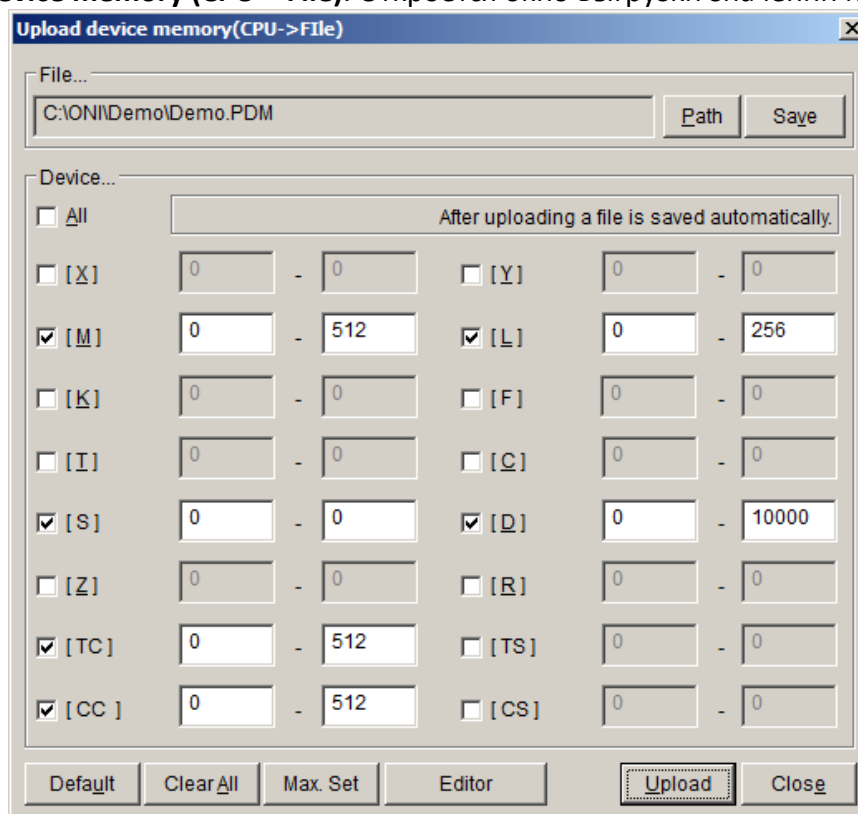 Upload device memory(CPU->FIle)
File...
C:\ONI\Demo\Demo.PDM
Path
Save
Device...
All
After uploading a file is saved automatically.
[X] 0 - 0 [Y] 0 - 0
[M] 0 - 512 [L] 0 - 256
[K] 0 - 0 [F] 0 - 0
[T] 0 - 0 [C] 0 - 0
[S] 0 - 0 [D] 0 - 10000
[Z] 0 - 0 [R] 0 - 0
[TC] 0 - 512 [TS] 0 - 0
[CC ] 0 - 512 [CS] 0 - 0
Default Clear All Max. Set Editor Upload Close